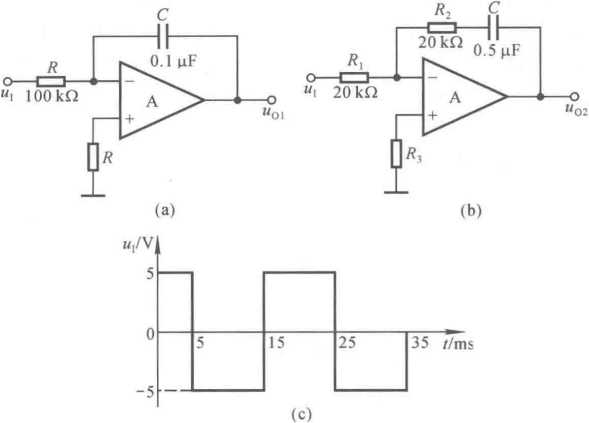 C
0.1 μF
R
100 kΩ
u_I
−
A
+
u_O1
R
(a)
R_2
C
20 kΩ
0.5 μF
R_1
20 kΩ
u_I
−
A
+
u_O2
R_3
(b)
u_I/V
5
0
5
15
25
35
t/ms
−5
(c)